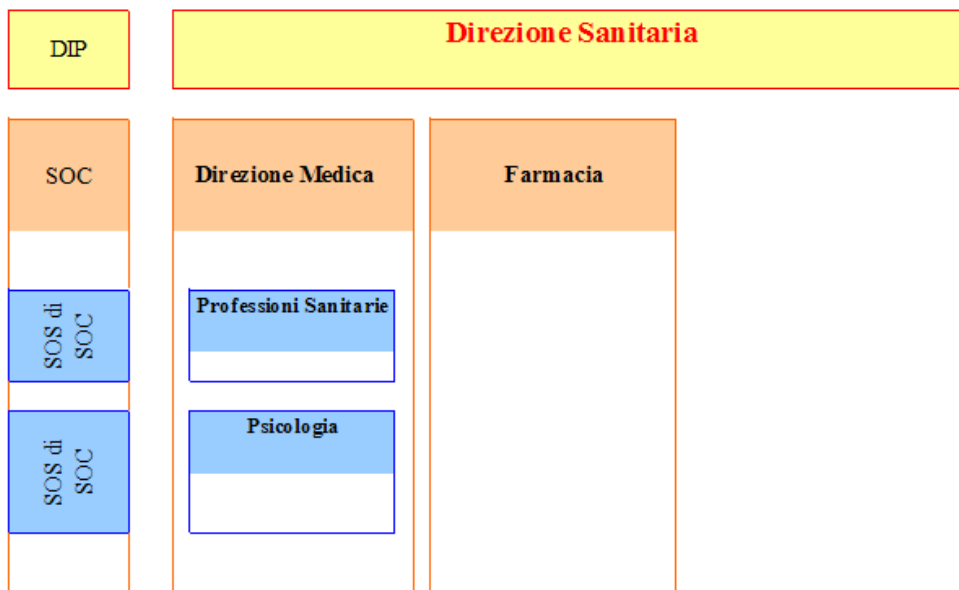 DIP
Direzione Sanitaria
SOC
Direzione Medica
Farmacia
SOS di
SOC
Professioni Sanitarie
SOS di
SOC
Psicologia